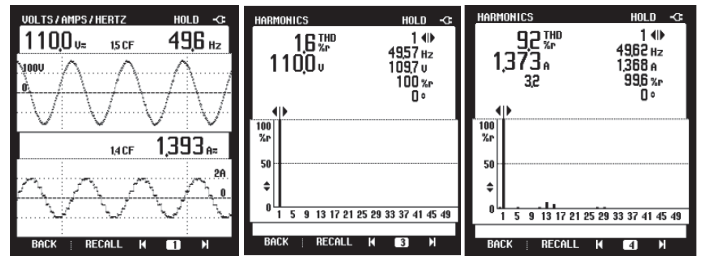 VOLTS/AMPS/HERTZ HOLD
110,0 V≂ 1,5 CF 49,6 Hz
100V
0
1,4 CF 1,393 A≂
2A
0
BACK RECALL 1
HARMONICS HOLD
1,6 THD %r 1
110,0 V 49,57 Hz
109,7 V
100 %r
0°
100
%r
50
0
1 5 9 13 17 21 25 29 33 37 41 45 49
BACK RECALL 3
HARMONICS HOLD
9,2 THD %r 1
1,373 A 49,62 Hz
3,2 1,368 A
99,6 %r
0°
100
%r
50
0
1 5 9 13 17 21 25 29 33 37 41 45 49
BACK RECALL 4